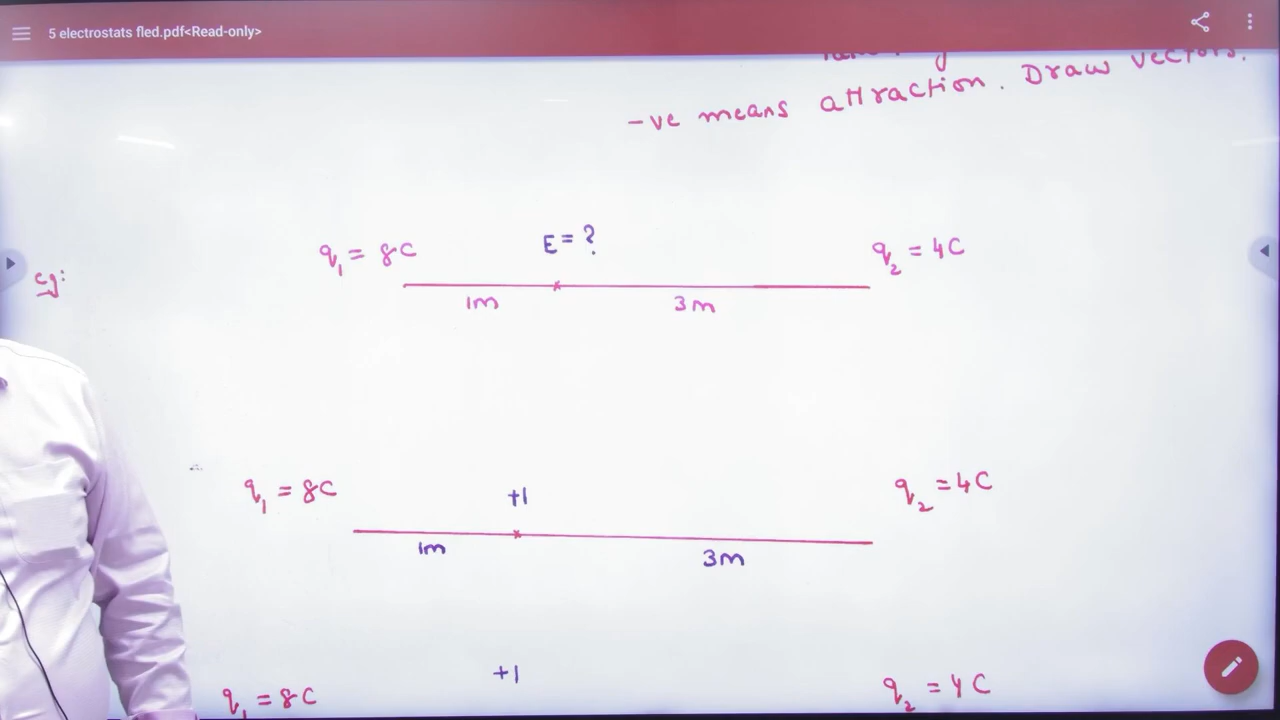 5 electrostats fled.pdf<Read-only>
-ve means attraction. Draw vectors.
eg:
q₁ = 8C
E = ?
q₂ = 4C
1m
3m
q₁ = 8C
+1
q₂ = 4C
1m
3m
+1
q₁ = 8C
q₂ = 4C